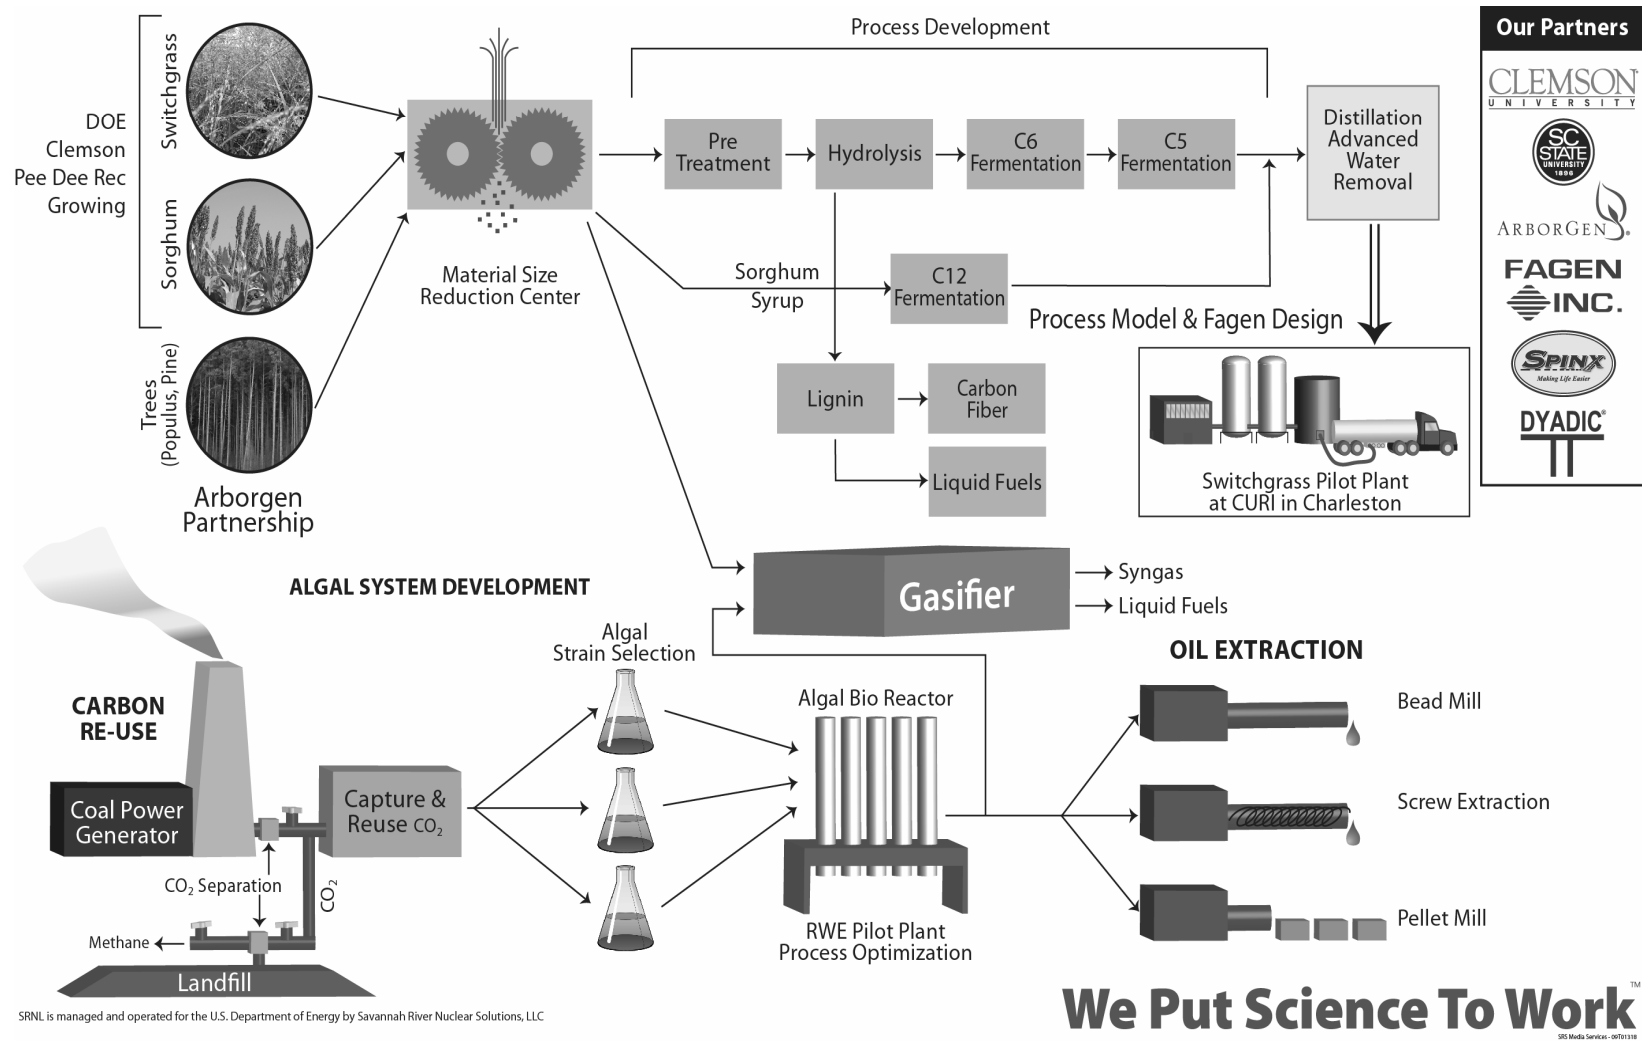 Process Development
Our Partners
CLEMSON
UNIVERSITY
SC
STATE
UNIVERSITY
1896
ARBORGEN®
FAGEN
INC.
SPINX
Making Life Easier
DYADIC®
DOE
Clemson
Pee Dee Rec
Growing
Switchgrass
Sorghum
Trees
(Populus, Pine)
Arborgen
Partnership
Material Size
Reduction Center
Pre
Treatment
Hydrolysis
C6
Fermentation
C5
Fermentation
Distillation
Advanced
Water
Removal
Sorghum
Syrup
C12
Fermentation
Process Model & Fagen Design
Lignin
Carbon
Fiber
Liquid Fuels
Switchgrass Pilot Plant
at CURI in Charleston
Gasifier
Syngas
Liquid Fuels
ALGAL SYSTEM DEVELOPMENT
CARBON
RE-USE
Coal Power
Generator
Capture &
Reuse CO₂
CO₂ Separation
CO₂
Methane
Landfill
Algal
Strain Selection
Algal Bio Reactor
RWE Pilot Plant
Process Optimization
OIL EXTRACTION
Bead Mill
Screw Extraction
Pellet Mill
We Put Science To Work™
SRNL is managed and operated for the U.S. Department of Energy by Savannah River Nuclear Solutions, LLC
SRS Media Services - 09T01318